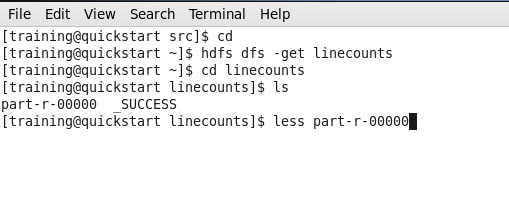 File Edit View Search Terminal Help
[training@quickstart src]$ cd
[training@quickstart ~]$ hdfs dfs -get linecounts
[training@quickstart ~]$ cd linecounts
[training@quickstart linecounts]$ ls
part-r-00000  _SUCCESS
[training@quickstart linecounts]$ less part-r-00000